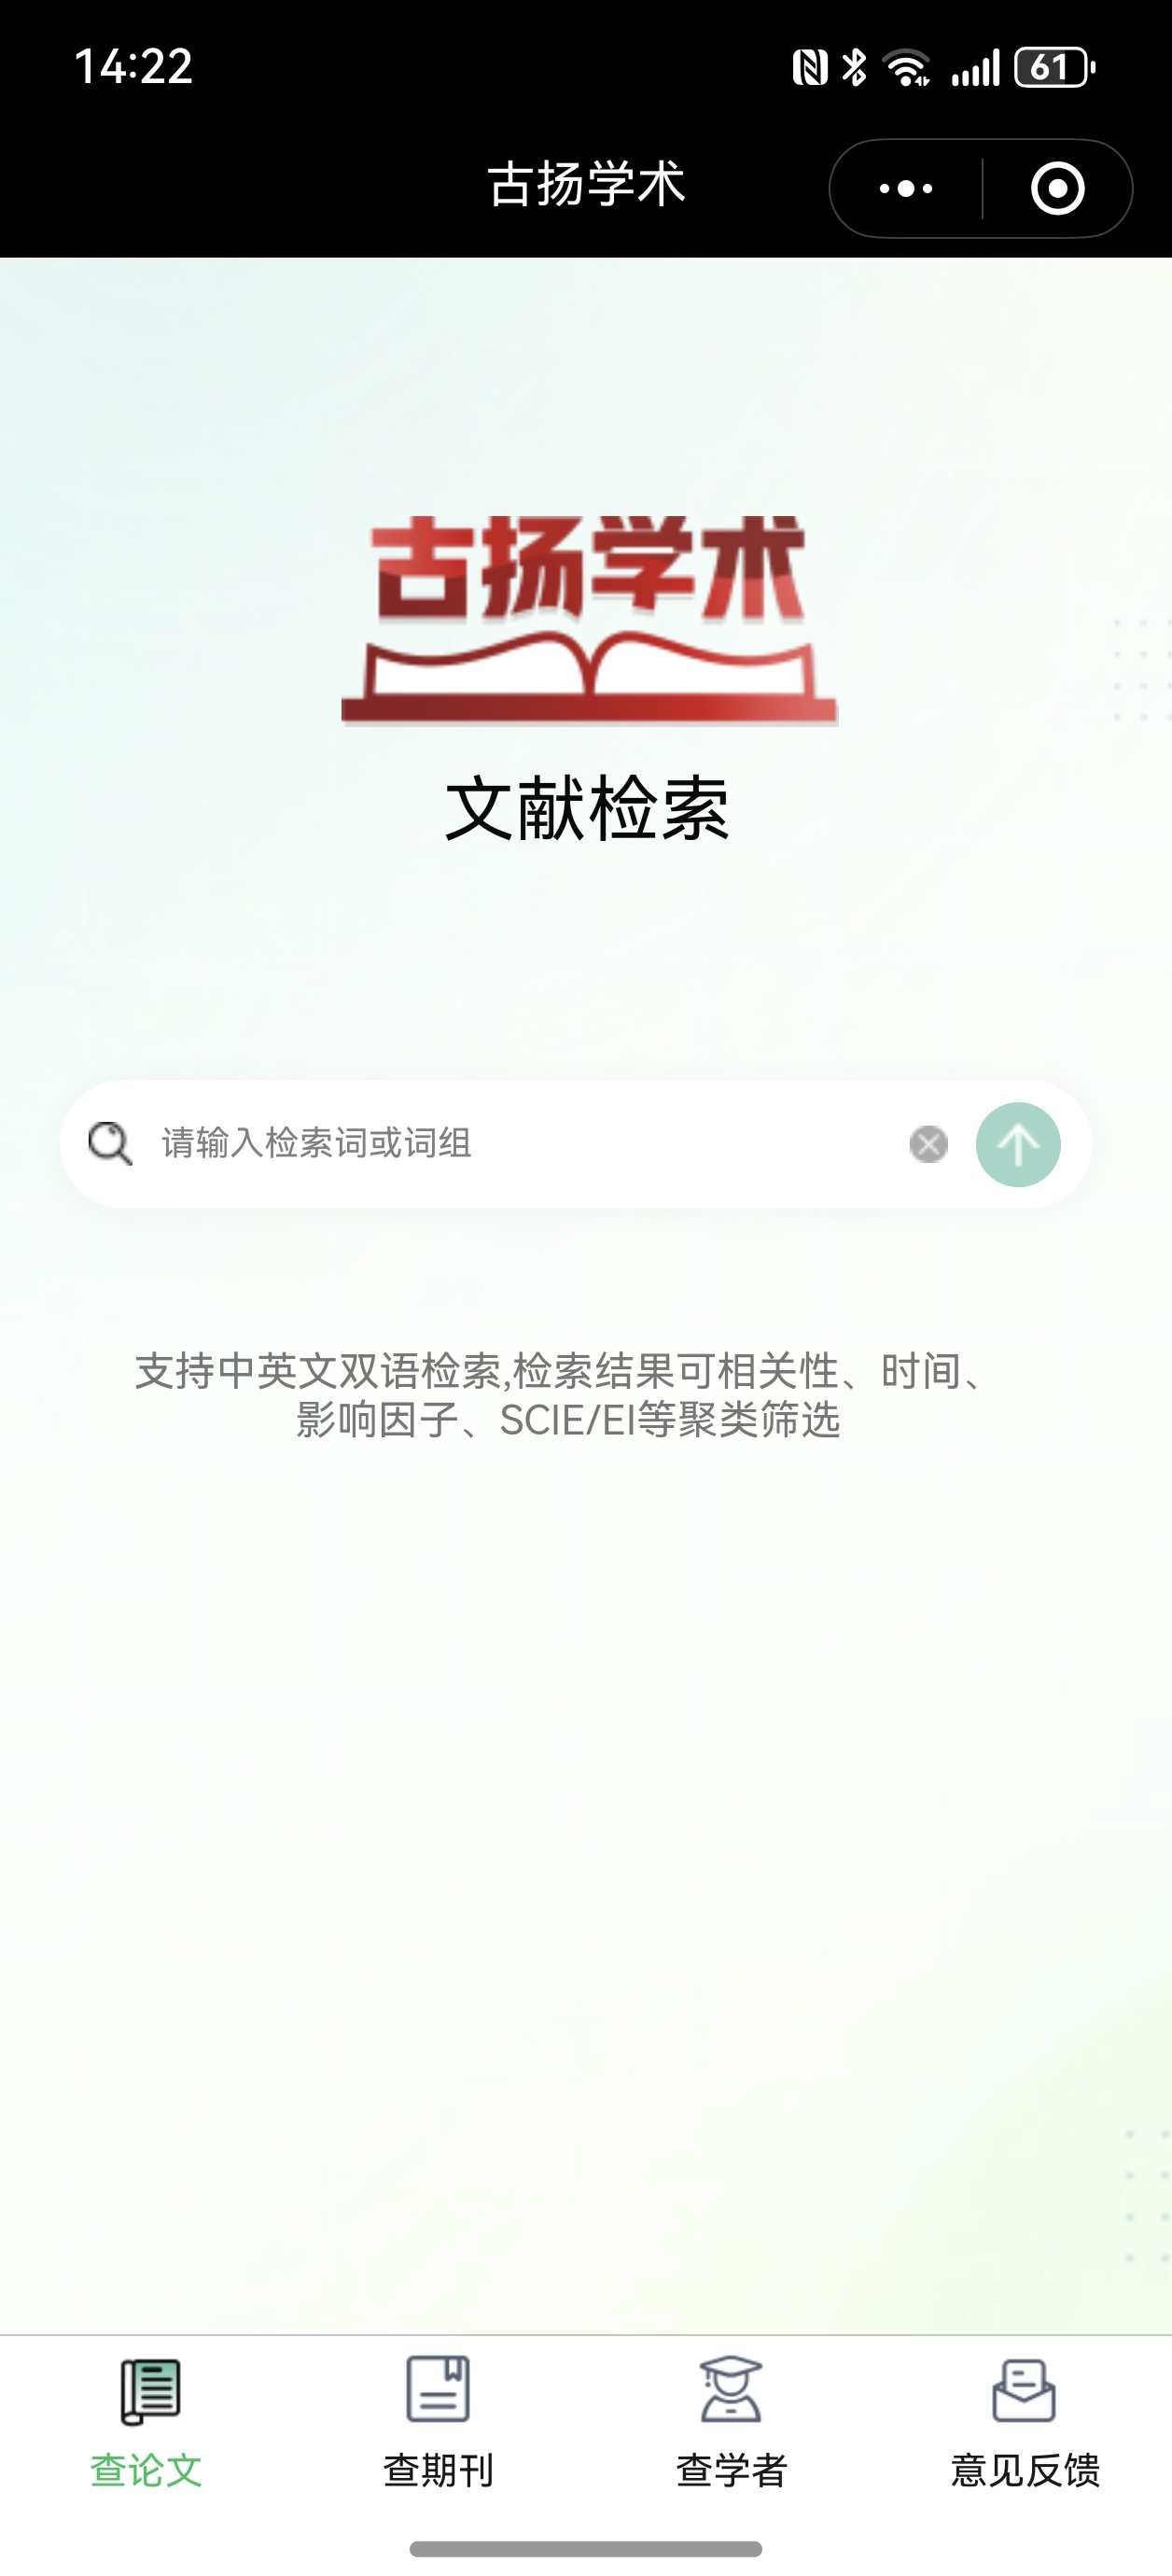 14:22
61
古扬学术
古扬学术
文献检索
请输入检索词或词组
支持中英文双语检索,检索结果可相关性、时间、
影响因子、SCIE/EI等聚类筛选
查论文
查期刊
查学者
意见反馈